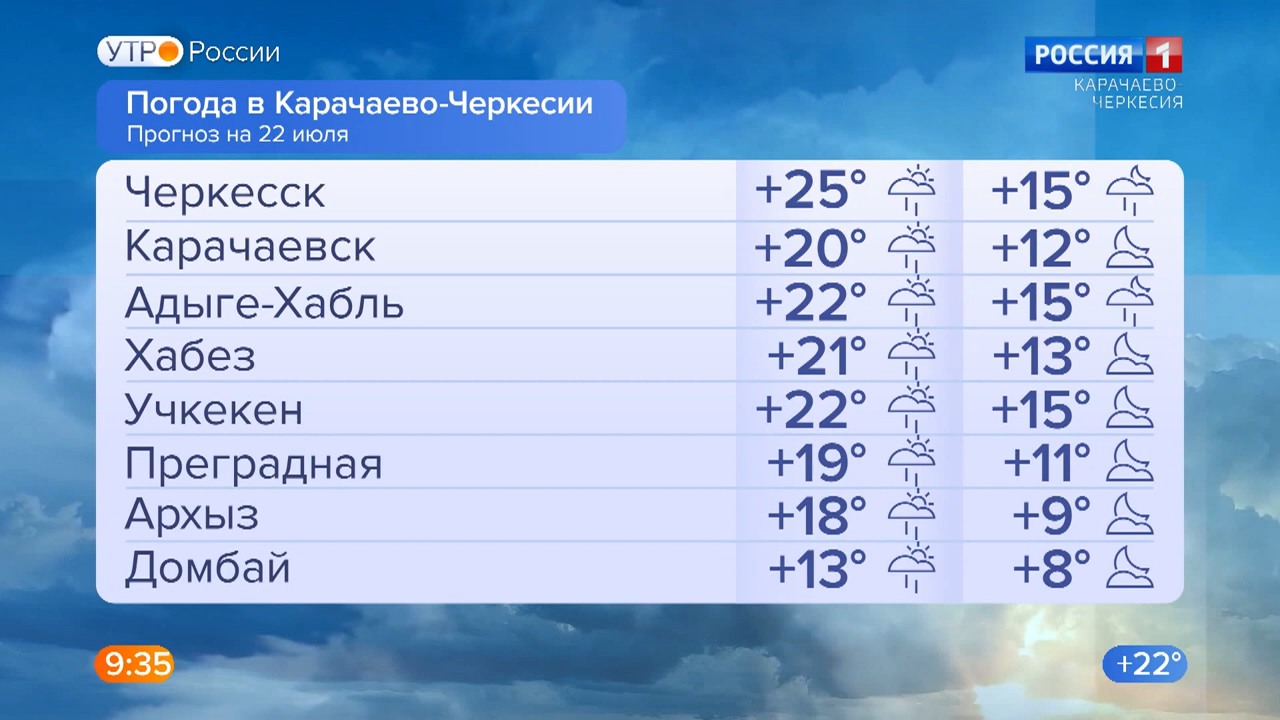 УТРО России
РОССИЯ 1
КАРАЧАЕВО-
ЧЕРКЕСИЯ
Погода в Карачаево-Черкесии
Прогноз на 22 июля
Черкесск +25° +15°
Карачаевск +20° +12°
Адыге-Хабль +22° +15°
Хабез +21° +13°
Учкекен +22° +15°
Преградная +19° +11°
Архыз +18° +9°
Домбай +13° +8°
9:35 +22°